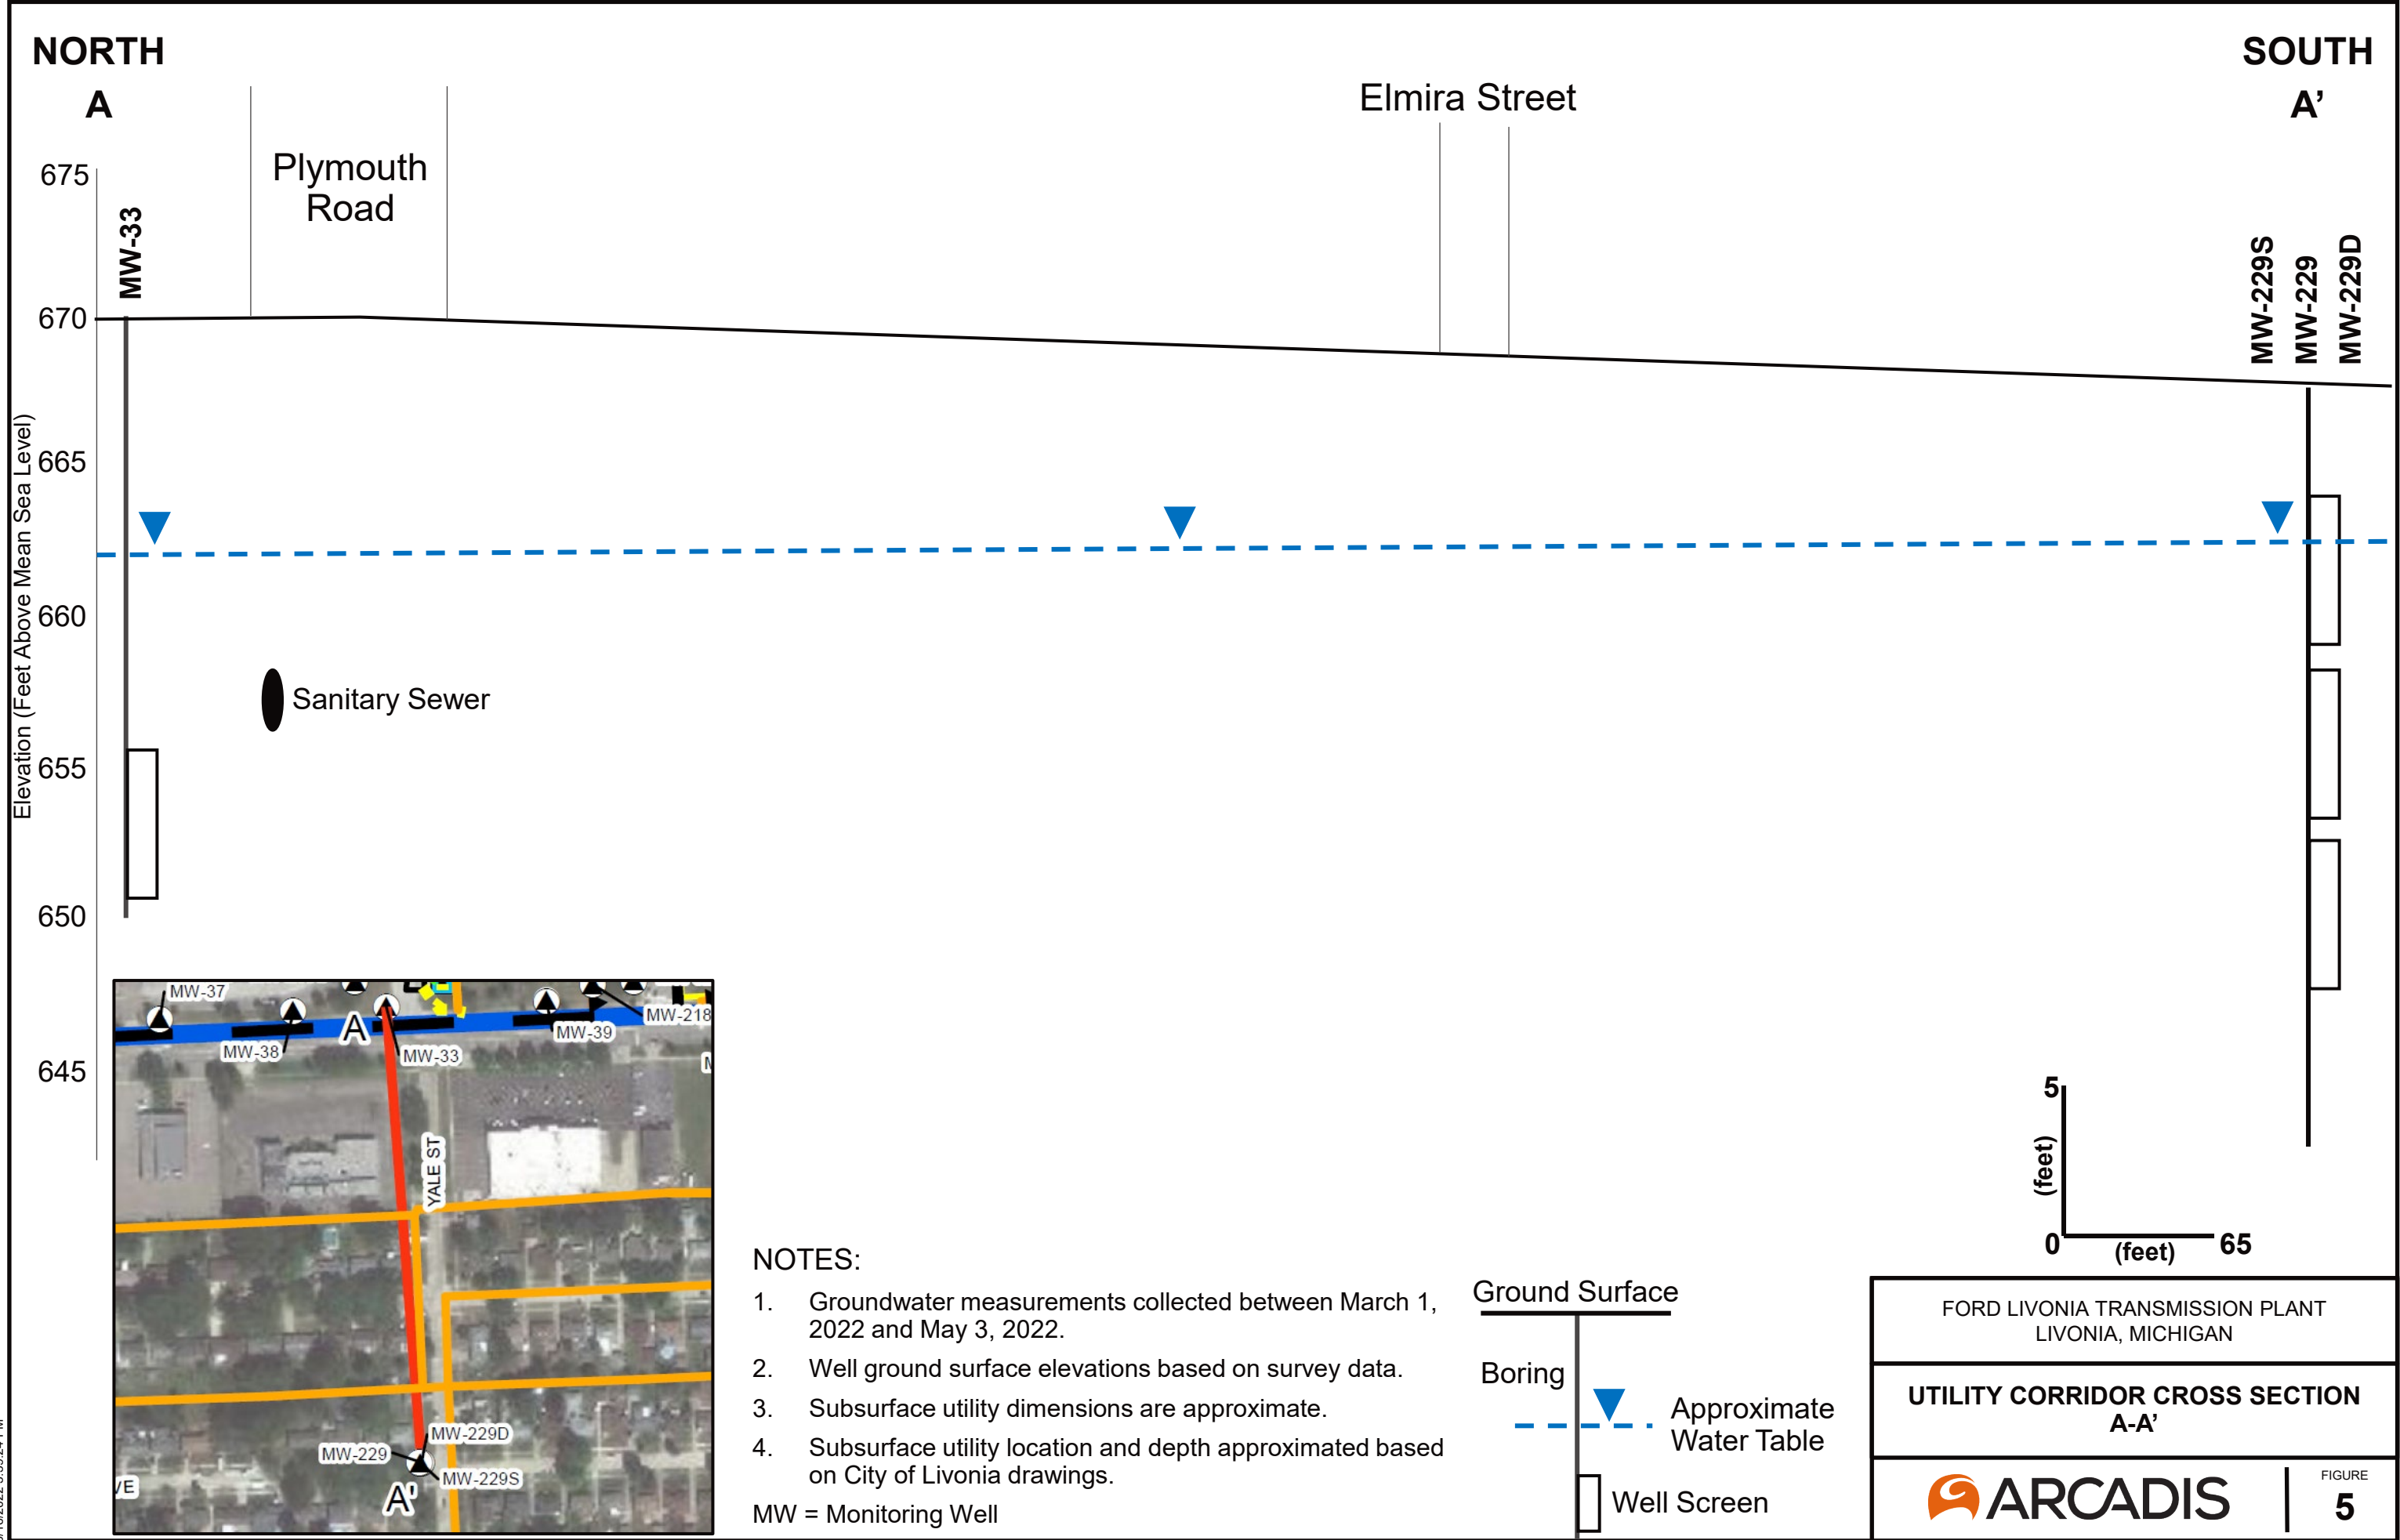 NORTH
A
SOUTH
A’
Elmira Street
Plymouth
Road
675
670
665
660
655
650
645
Elevation (Feet Above Mean Sea Level)
MW-33
MW-229S
MW-229
MW-229D
Sanitary Sewer
MW-37
MW-38
A
MW-33
MW-39
MW-218
YALE ST
MW-229
MW-229D
MW-229S
A'
VE
NOTES:
1. Groundwater measurements collected between March 1,
2022 and May 3, 2022.
2. Well ground surface elevations based on survey data.
3. Subsurface utility dimensions are approximate.
4. Subsurface utility location and depth approximated based
on City of Livonia drawings.
MW = Monitoring Well
Ground Surface
Boring
Approximate
Water Table
Well Screen
5
(feet)
0
(feet)
65
FORD LIVONIA TRANSMISSION PLANT
LIVONIA, MICHIGAN
UTILITY CORRIDOR CROSS SECTION
A-A’
ARCADIS
FIGURE
5